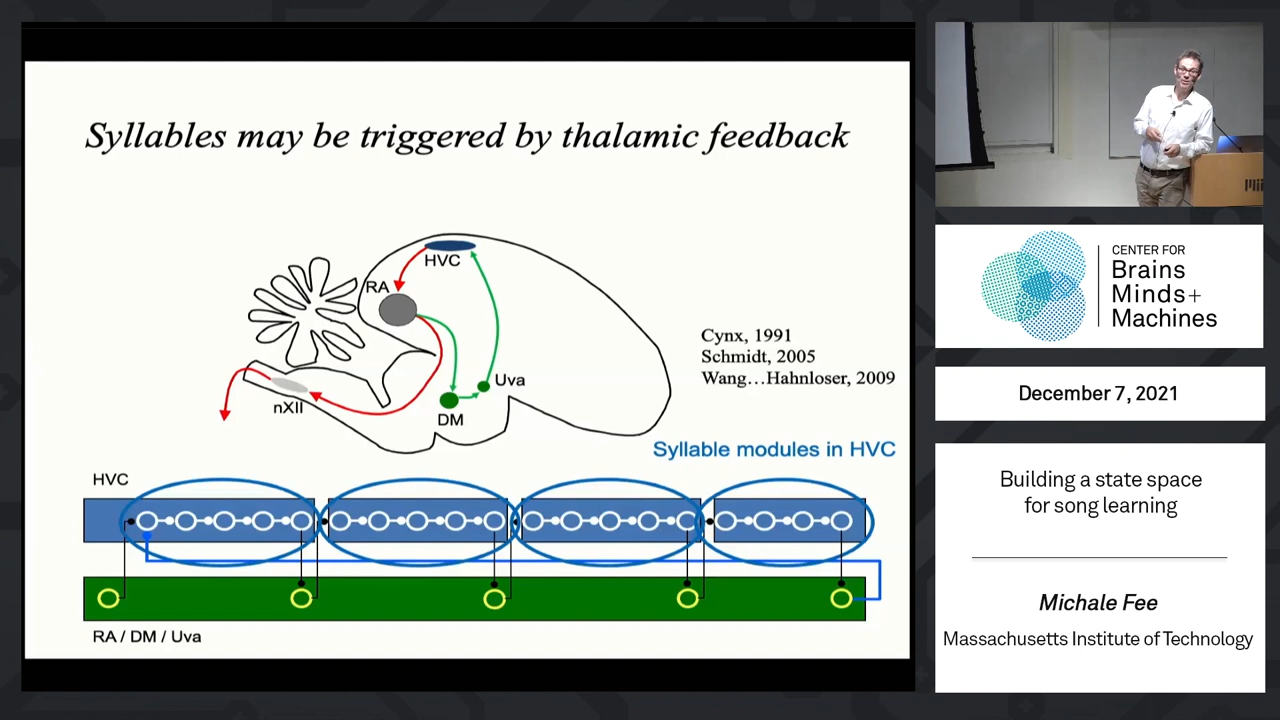 Syllables may be triggered by thalamic feedback
HVC
RA
Uva
nXII
DM
Cynx, 1991
Schmidt, 2005
Wang…Hahnloser, 2009
Syllable modules in HVC
HVC
RA / DM / Uva
MIT
CENTER FOR
Brains
Minds+
Machines
December 7, 2021
Building a state space
for song learning
Michale Fee
Massachusetts Institute of Technology